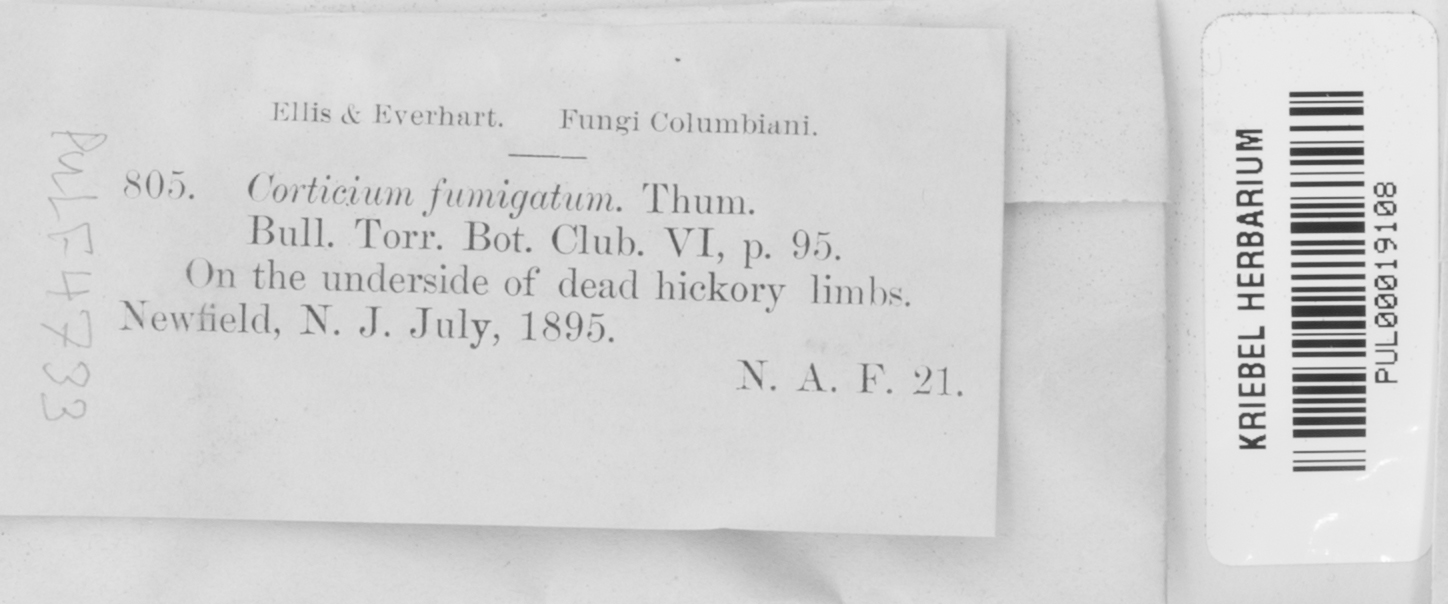 Ellis & Everhart. Fungi Columbiani.
805. Corticium fumigatum. Thum.
Bull. Torr. Bot. Club. VI, p. 95.
On the underside of dead hickory limbs.
Newfield, N. J. July, 1895.
N. A. F. 21.
PUL F4733
KRIEBEL HERBARIUM
PUL00019108